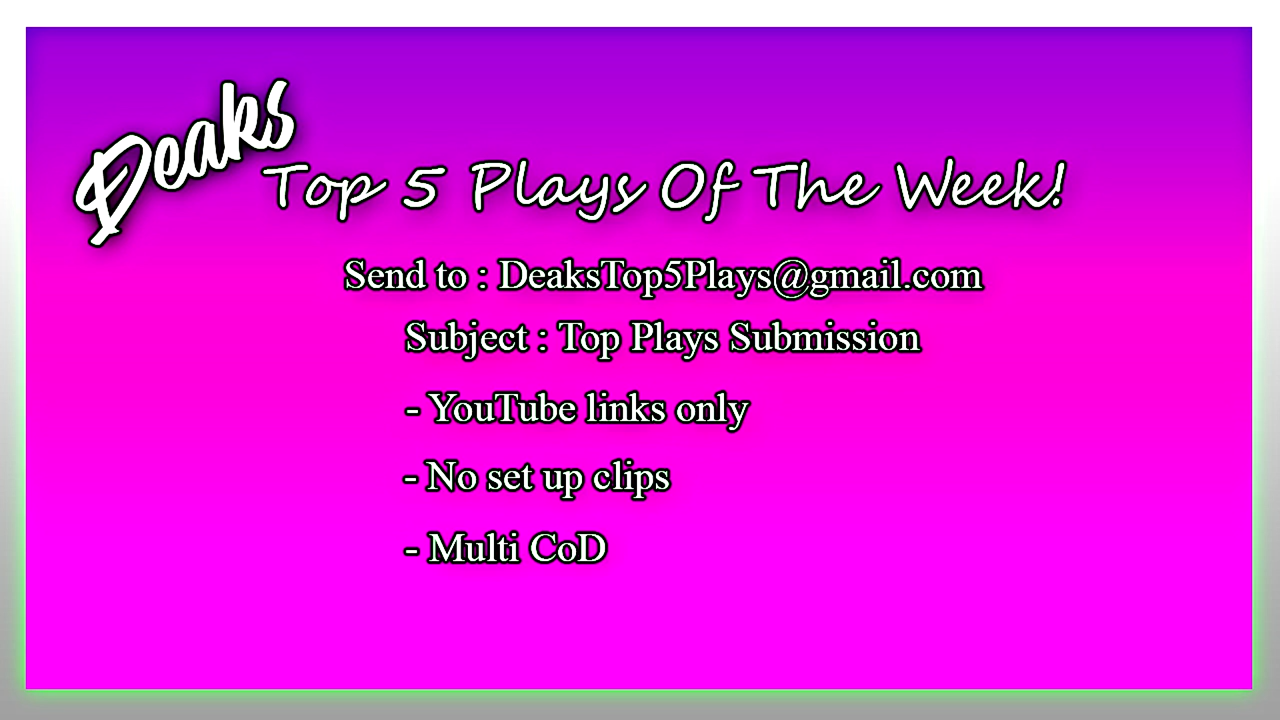 Deaks
Top 5 Plays Of The Week!
Send to : DeaksTop5Plays@gmail.com
Subject : Top Plays Submission
- YouTube links only
- No set up clips
- Multi CoD